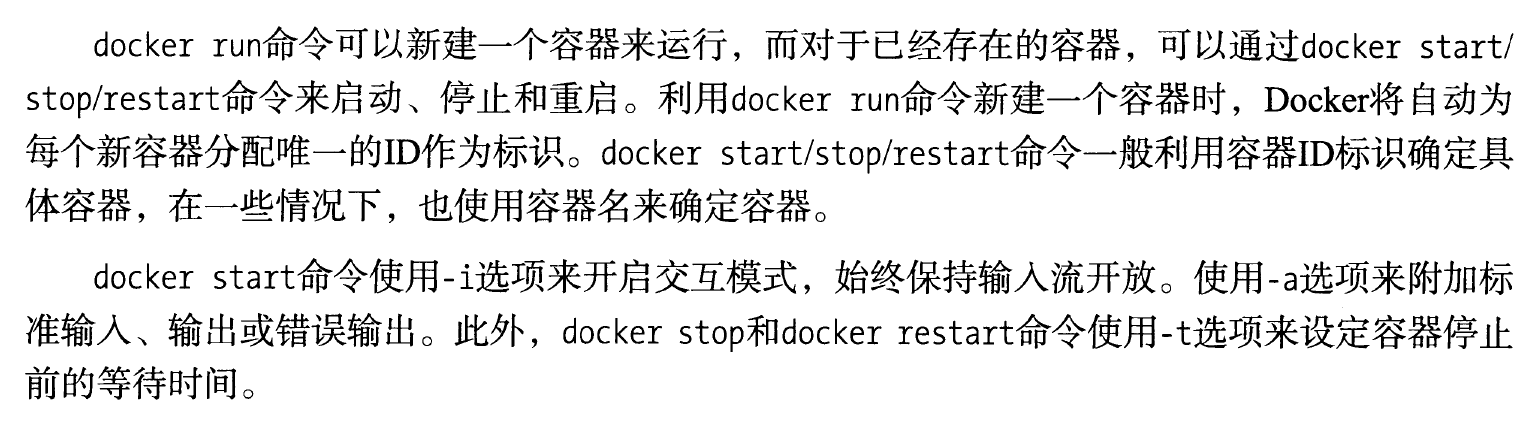 docker run命令可以新建一个容器来运行，而对于已经存在的容器，可以通过docker start/
stop/restart命令来启动、停止和重启。利用docker run命令新建一个容器时，Docker将自动为
每个新容器分配唯一的ID作为标识。docker start/stop/restart命令一般利用容器ID标识确定具
体容器，在一些情况下，也使用容器名来确定容器。
docker start命令使用-i选项来开启交互模式，始终保持输入流开放。使用-a选项来附加标
准输入、输出或错误输出。此外，docker stop和docker restart命令使用-t选项来设定容器停止
前的等待时间。